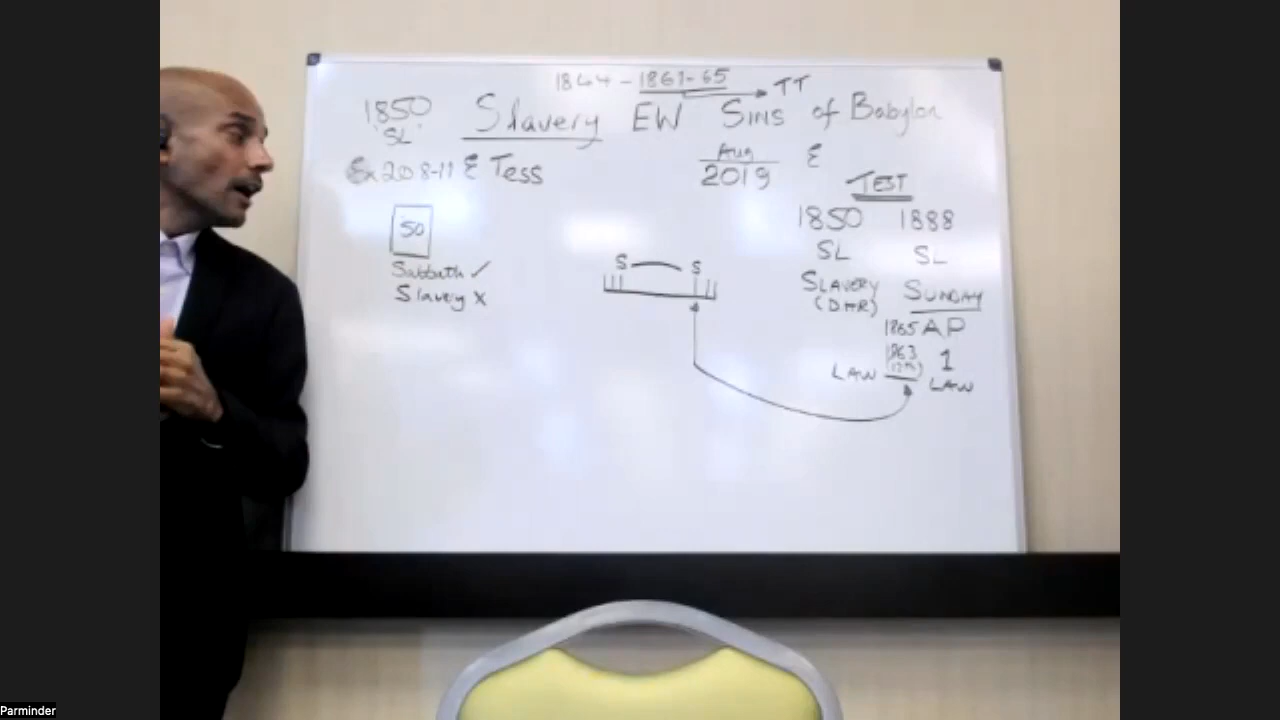 1844 - 1861-65 → TT
1850 Slavery EW Sins of Babylon
'SL'
Ex 20:8-11 & Tess
Aug
2019
E
TEST
50
Sabbath ✓
Slavery x
S S
1850 1888
SL SL
SLAVERY SUNDAY
(DHR)
1865 AP
1863 1
LAW LAW
Parminder